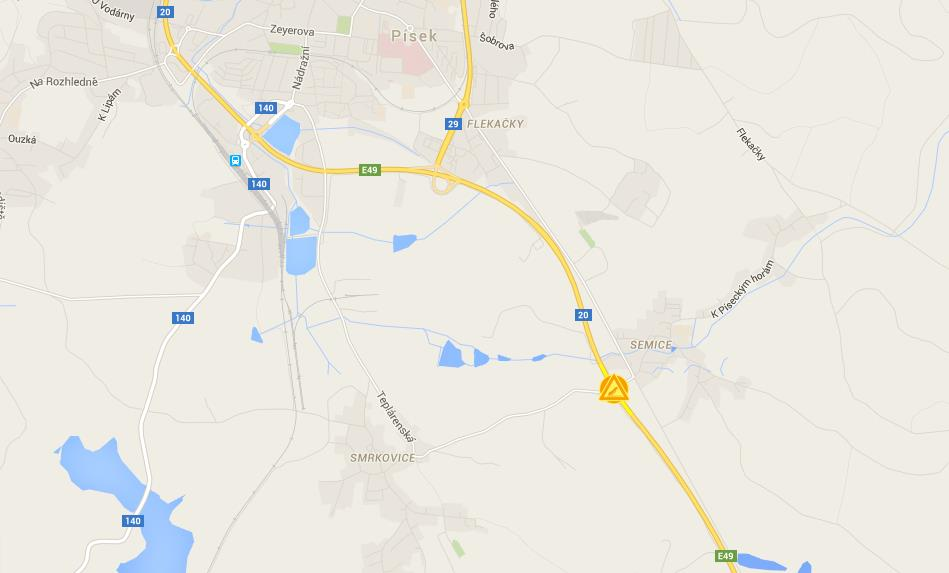 O Vodárny
20
Zeyerova
Písek
Šobrova
Nádražní
Na Rozhledně
K Lipám
140
29
FLEKAČKY
Ouzká
Flekačky
E49
140
K Píseckým horám
140
20
SEMICE
Teplárenská
SMRKOVICE
140
E49